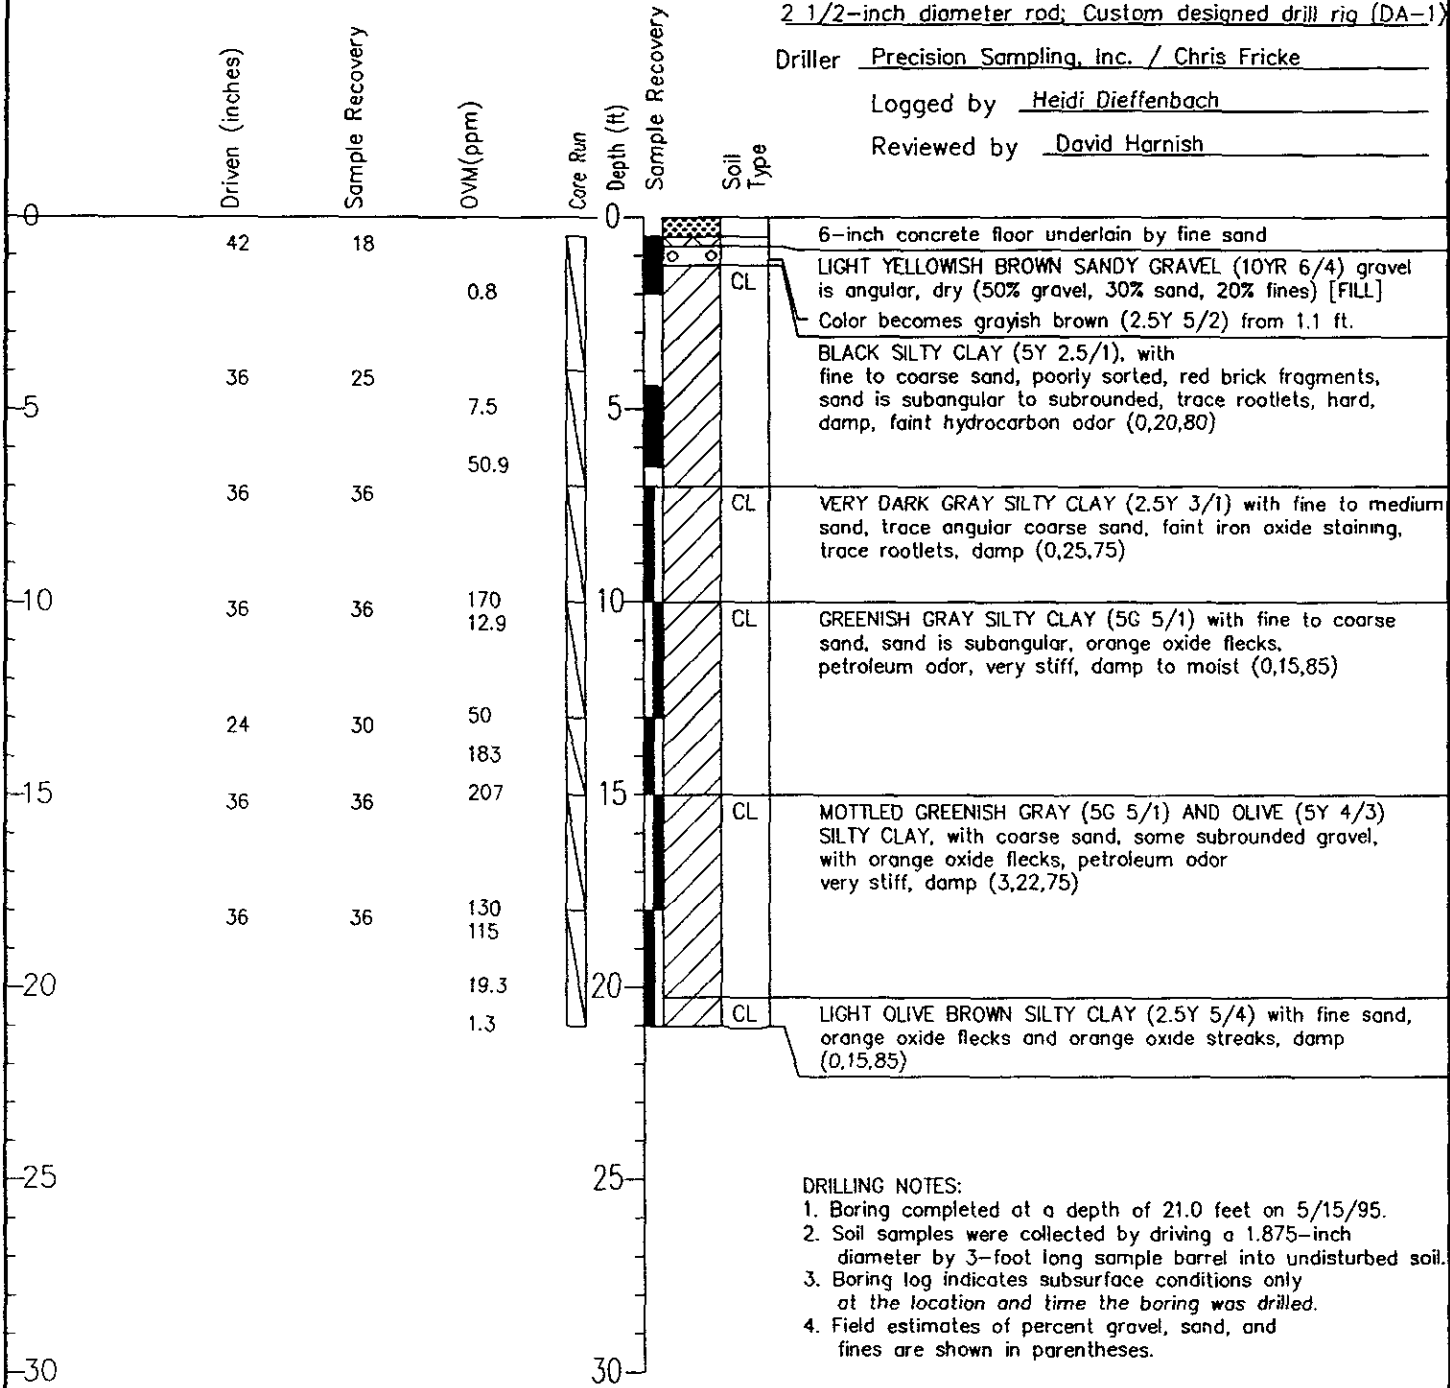 2 1/2-inch diameter rod; Custom designed drill rig (DA-1)
Driller Precision Sampling, Inc. / Chris Fricke
Logged by Heidi Dieffenbach
Reviewed by David Harnish
Driven (inches)
Sample Recovery
OVM(ppm)
Core Run
Depth (ft)
Sample Recovery
Soil Type
0 0
6-inch concrete floor underlain by fine sand
42 18
LIGHT YELLOWISH BROWN SANDY GRAVEL (10YR 6/4) gravel
0.8 CL is angular, dry (50% gravel, 30% sand, 20% fines) [FILL]
Color becomes grayish brown (2.5Y 5/2) from 1.1 ft.
BLACK SILTY CLAY (5Y 2.5/1), with
36 25 fine to coarse sand, poorly sorted, red brick fragments,
5 7.5 5 sand is subangular to subrounded, trace rootlets, hard,
damp, faint hydrocarbon odor (0,20,80)
50.9
36 36 CL VERY DARK GRAY SILTY CLAY (2.5Y 3/1) with fine to medium
sand, trace angular coarse sand, faint iron oxide staining,
trace rootlets, damp (0,25,75)
10 170 10
36 36 12.9 CL GREENISH GRAY SILTY CLAY (5G 5/1) with fine to coarse
sand, sand is subangular, orange oxide flecks,
petroleum odor, very stiff, damp to moist (0,15,85)
50
24 30
183
15 207 15
36 36 CL MOTTLED GREENISH GRAY (5G 5/1) AND OLIVE (5Y 4/3)
SILTY CLAY, with coarse sand, some subrounded gravel,
with orange oxide flecks, petroleum odor
very stiff, damp (3,22,75)
130
36 36 115
20 19.3 20
1.3 CL LIGHT OLIVE BROWN SILTY CLAY (2.5Y 5/4) with fine sand,
orange oxide flecks and orange oxide streaks, damp
(0,15,85)
25 25
DRILLING NOTES:
1. Boring completed at a depth of 21.0 feet on 5/15/95.
2. Soil samples were collected by driving a 1.875-inch
diameter by 3-foot long sample barrel into undisturbed soil.
3. Boring log indicates subsurface conditions only
at the location and time the boring was drilled.
4. Field estimates of percent gravel, sand, and
fines are shown in parentheses.
30 30